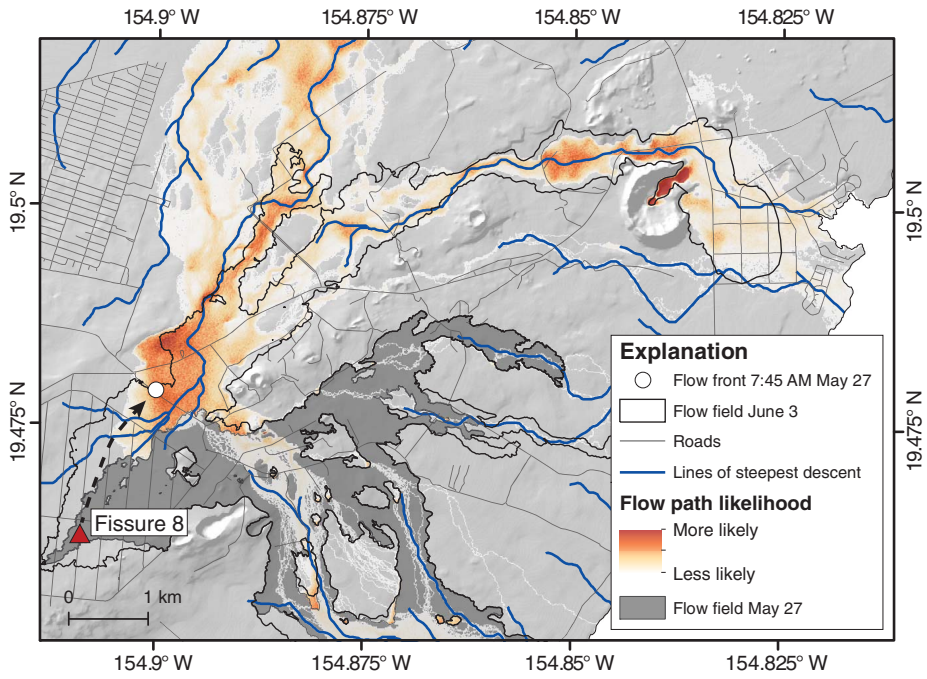 154.9° W
154.875° W
154.85° W
154.825° W
19.5° N
19.5° N
19.475° N
19.475° N
Fissure 8
0
1 km
Explanation
Flow front 7:45 AM May 27
Flow field June 3
Roads
Lines of steepest descent
Flow path likelihood
More likely
Less likely
Flow field May 27
154.9° W
154.875° W
154.85° W
154.825° W